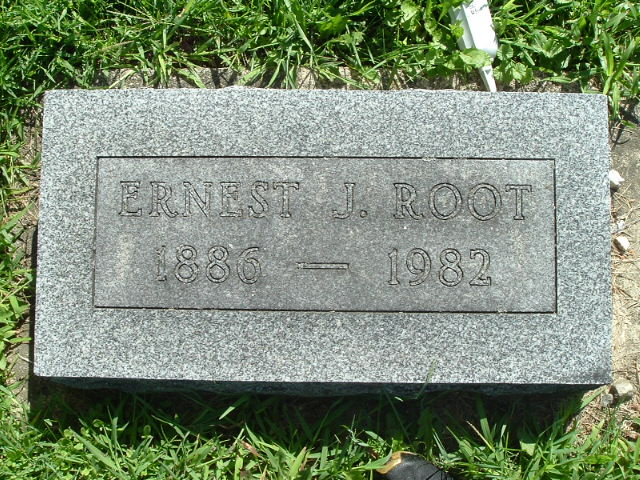 ERNEST J. ROOT
1886 — 1982